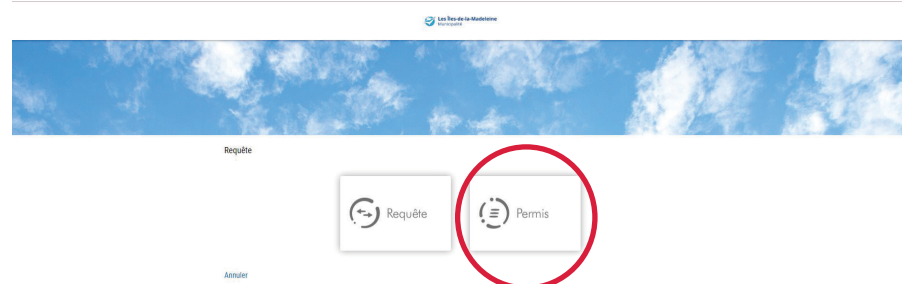 Les Îles-de-la-Madeleine
Municipalité
Requête
Requête
Permis
Annuler